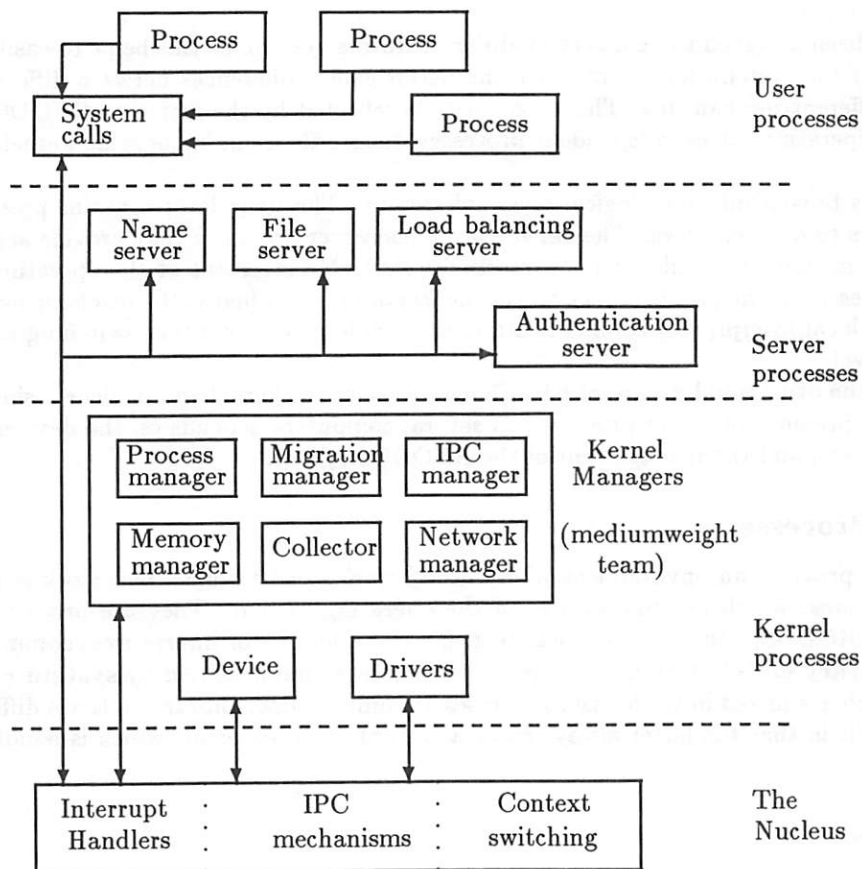 Process
Process
System
calls
Process
User
processes
Name
server
File
server
Load balancing
server
Authentication
server
Server
processes
Process
manager
Migration
manager
IPC
manager
Kernel
Managers
Memory
manager
Collector
Network
manager
(mediumweight
team)
Device
Drivers
Kernel
processes
Interrupt
Handlers
IPC
mechanisms
Context
switching
The
Nucleus